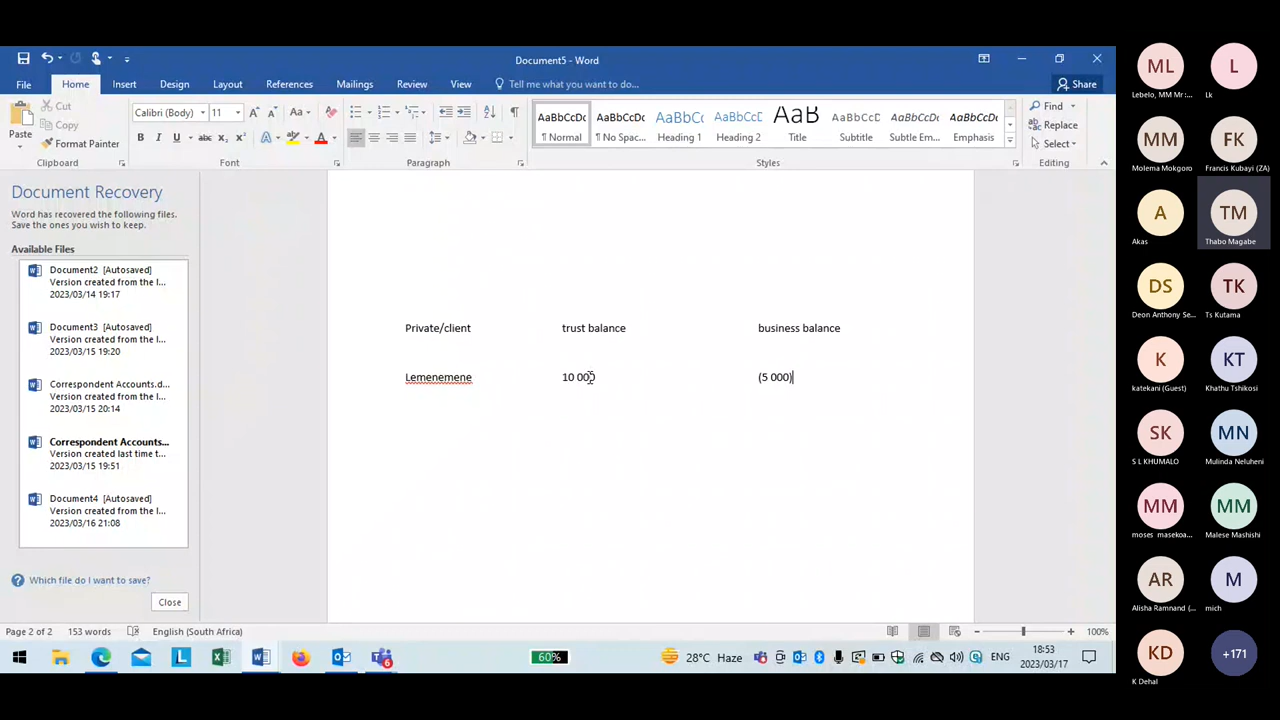 Document5 - Word
File Home Insert Design Layout References Mailings Review View Tell me what you want to do... Share
Paste
Cut
Copy
Format Painter
Clipboard
Calibri (Body) 11
Font
Paragraph
AaBbCcDc AaBbCcDc AaBbCc AaBbCcC AaB AaBbCcD AaBbCcDc AaBbCcDc
¶ Normal ¶ No Spac... Heading 1 Heading 2 Title Subtitle Subtle Em... Emphasis
Styles
Find
Replace
Select
Editing
Document Recovery
Word has recovered the following files.
Save the ones you wish to keep.
Available Files
Document2 [Autosaved]
Version created from the l...
2023/03/14 19:17
Document3 [Autosaved]
Version created from the l...
2023/03/15 19:20
Correspondent Accounts.d...
Version created from the l...
2023/03/15 20:14
Correspondent Accounts...
Version created last time t...
2023/03/15 19:51
Document4 [Autosaved]
Version created from the l...
2023/03/16 21:08
Which file do I want to save?
Close
Private/client trust balance business balance
Lemenemene 10 000 (5 000)
Page 2 of 2 153 words English (South Africa) 100%
60% 28°C Haze ENG
18:53
2023/03/17
ML L
Lebelo, MM Mr : ... Lk
MM FK
Molema Mokgoro Francis Kubayi (ZA)
A TM
Akas Thabo Magabe
DS TK
Deon Anthony Se... Ts Kutama
K KT
katekani (Guest) Khathu Tshikosi
SK MN
S L KHUMALO Mulinda Neluheni
MM MM
moses masekoa... Malese Mashishi
AR M
Alisha Ramnand (... mich
KD +171
K Dehal